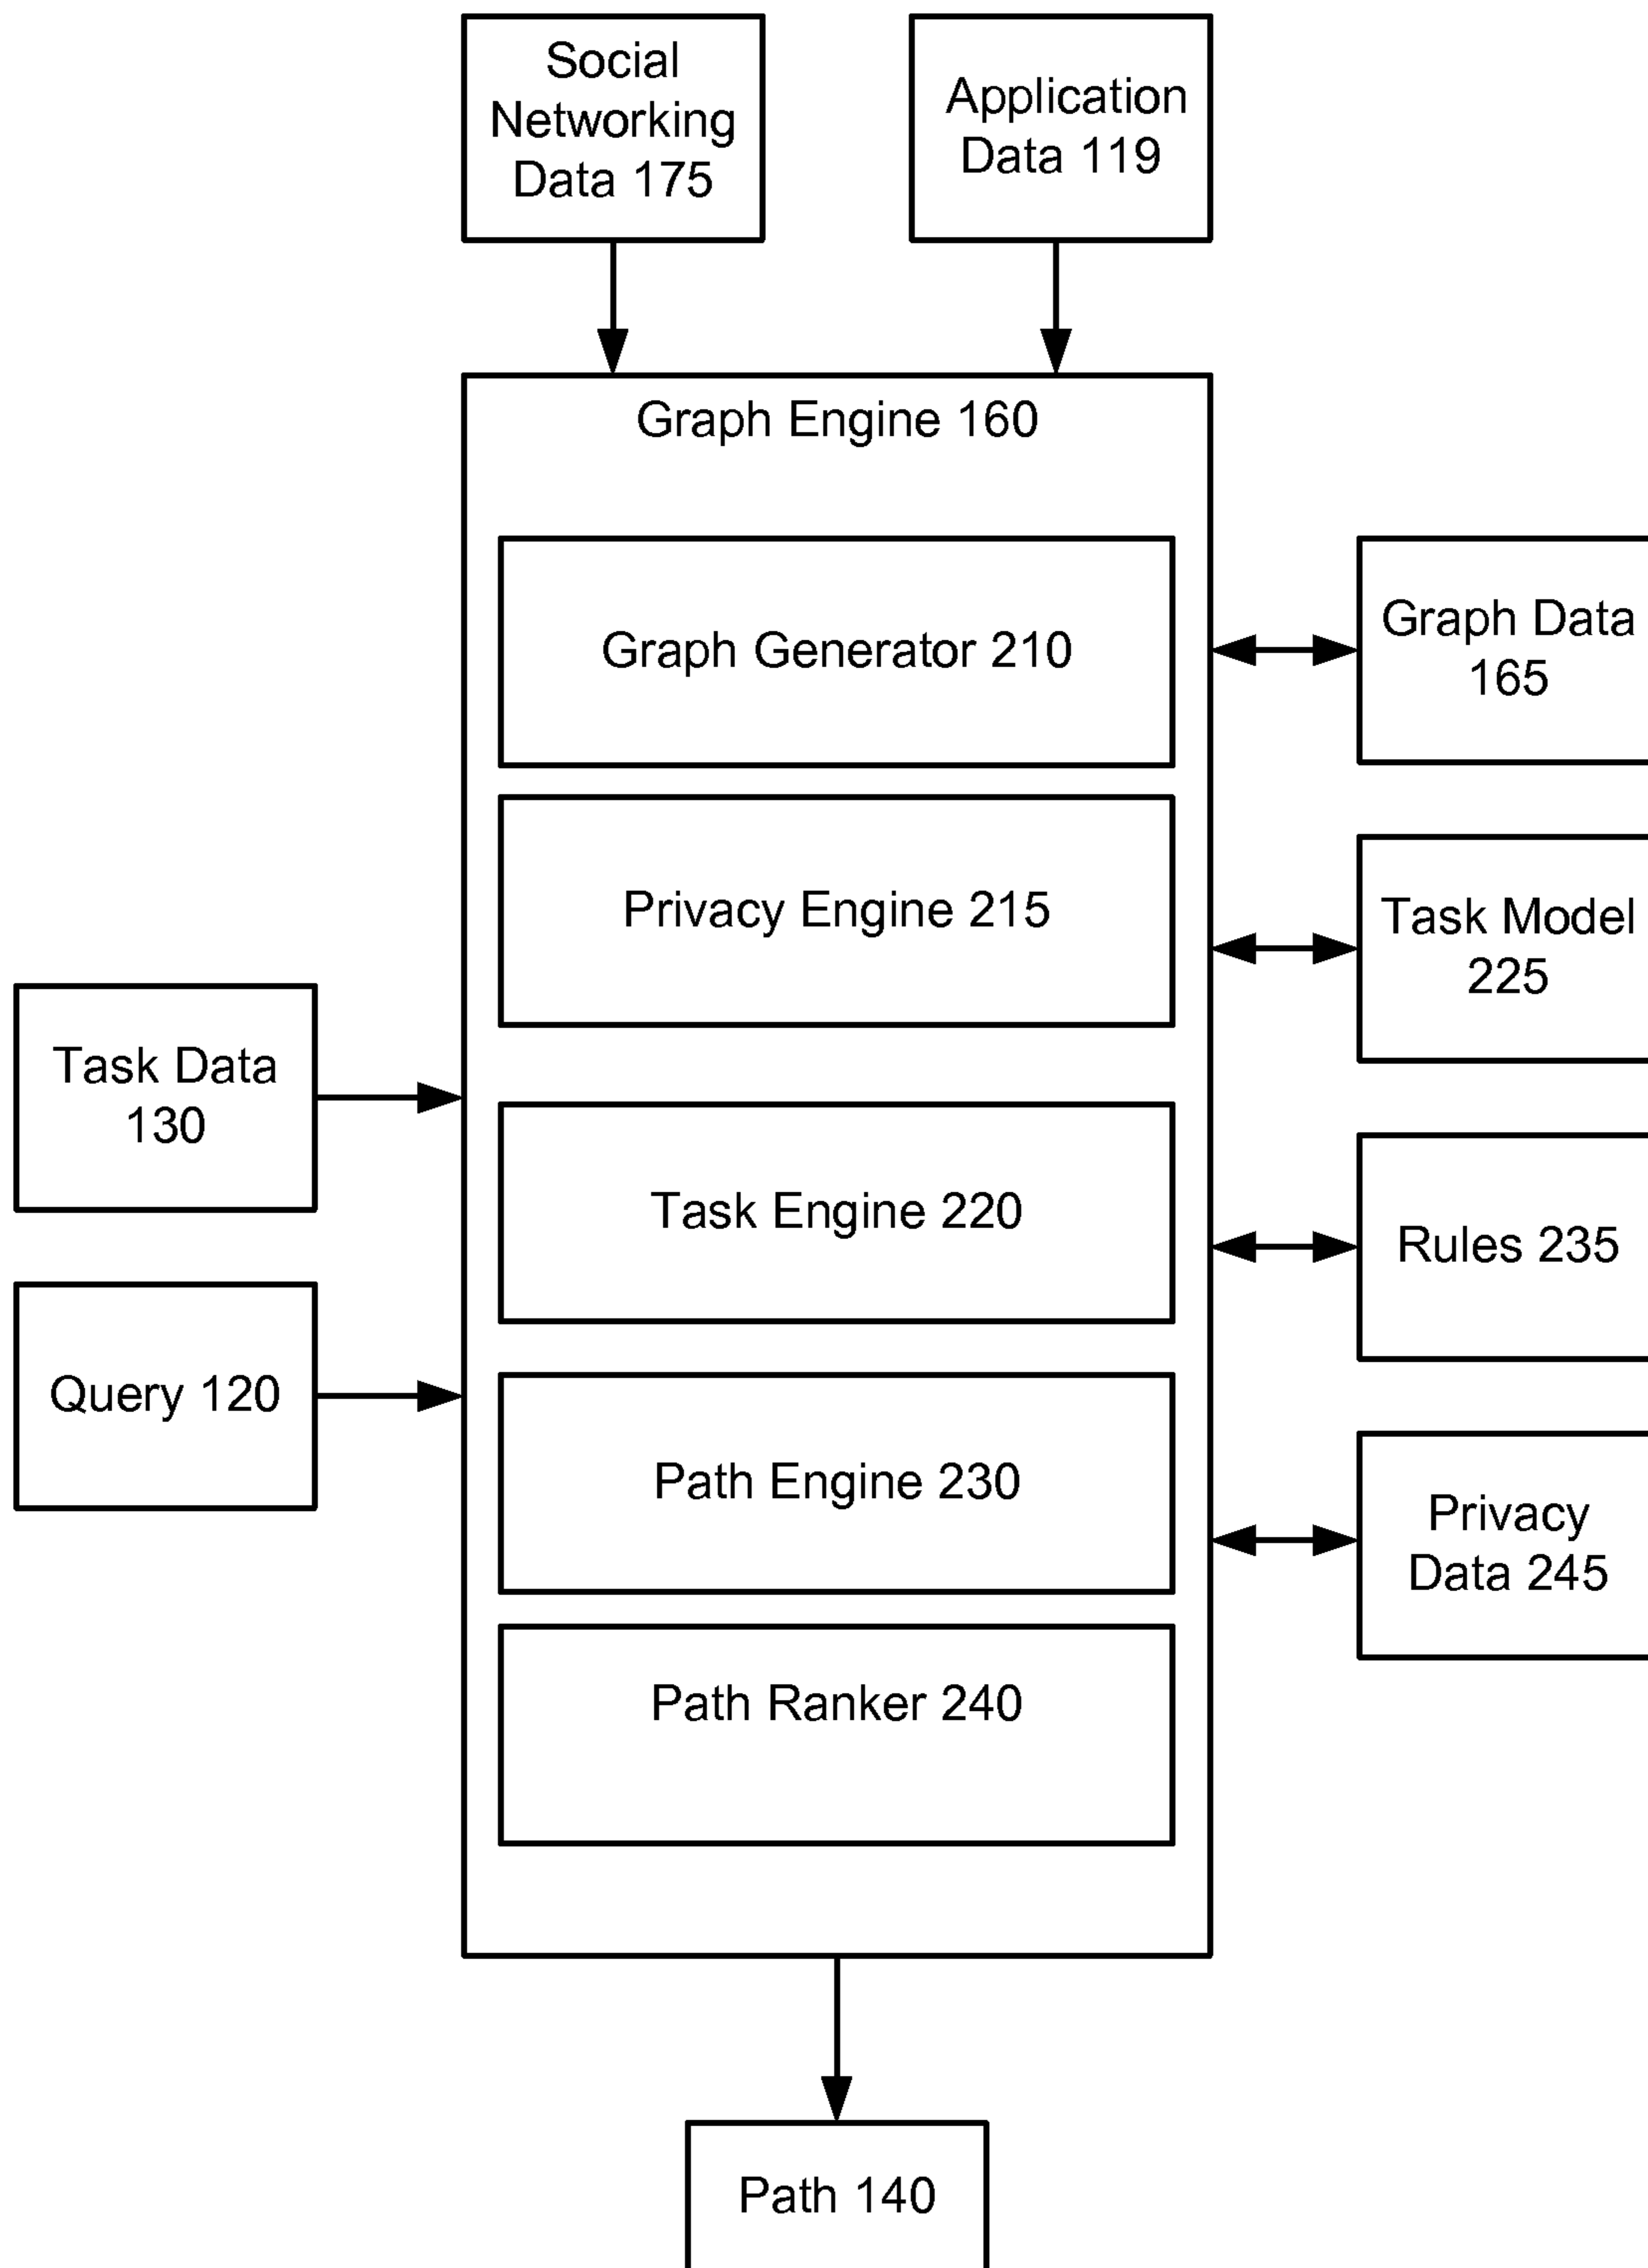 Social
Networking
Data 175
Application
Data 119
Graph Engine 160
Graph Generator 210
Graph Data
165
Privacy Engine 215
Task Model
225
Task Data
130
Task Engine 220
Rules 235
Query 120
Path Engine 230
Privacy
Data 245
Path Ranker 240
Path 140